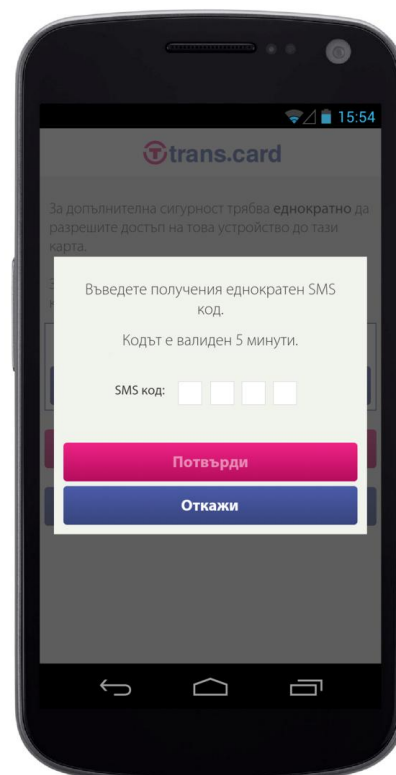 15:54
trans.card
За допълнителна сигурност трябва еднократно да
разрешите достъп на това устройство до тази
карта.
Въведете получения еднократен SMS
код.
Кодът е валиден 5 минути.
SMS код:
Потвърди
Откажи